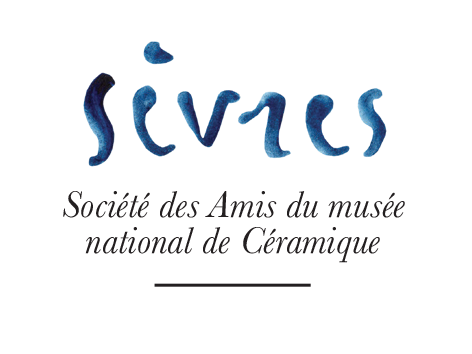 sèvres
Société des Amis du musée
national de Céramique